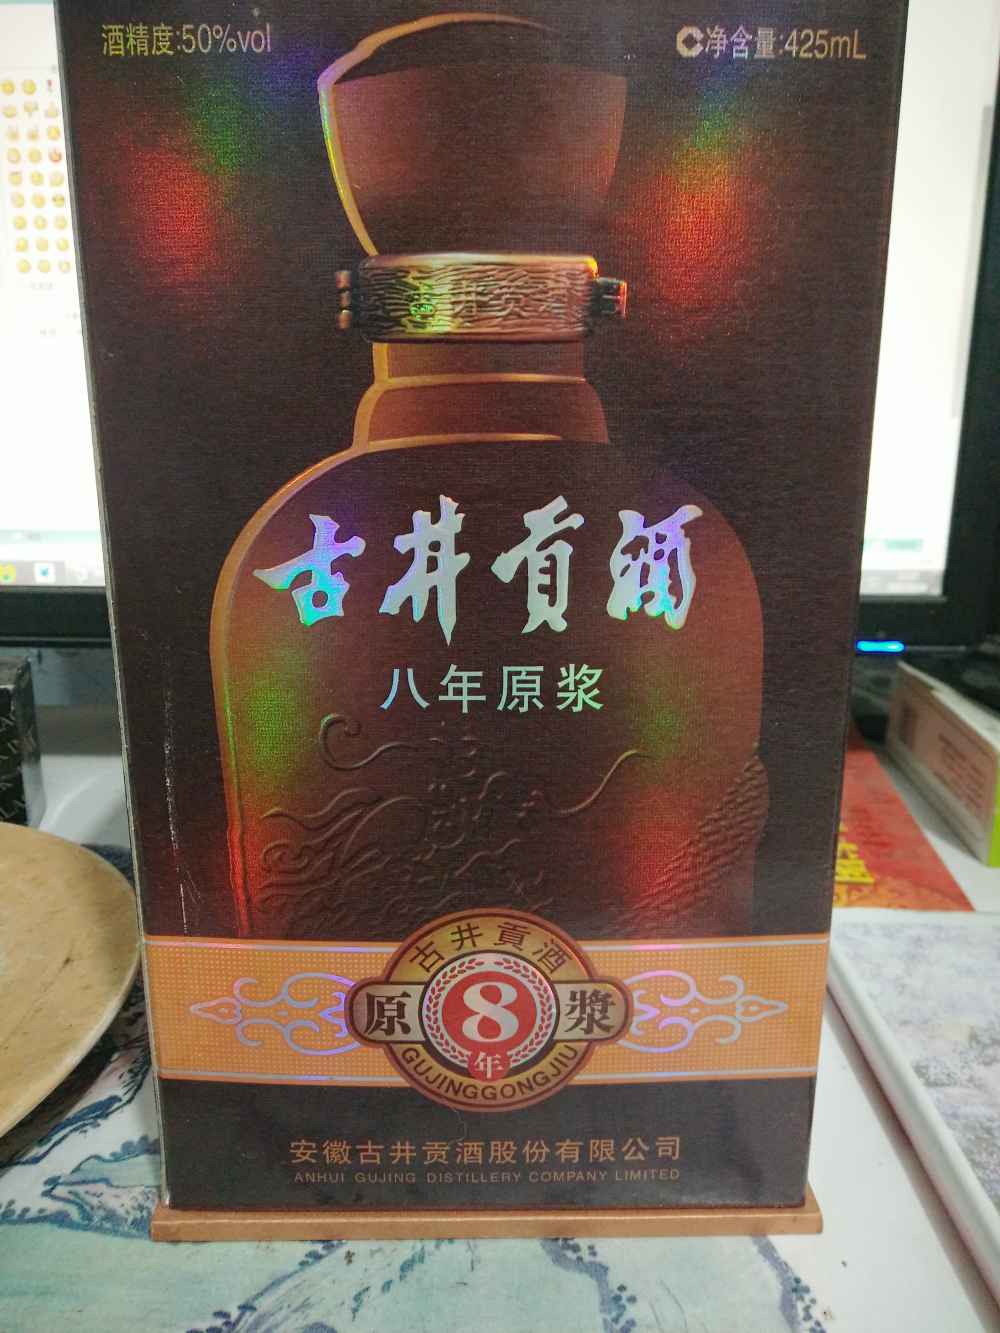 酒精度:50%vol
净含量:425mL
古井贡酒
八年原浆
古井貢酒
原 8 漿
年
GUJINGGONGJIU
安徽古井贡酒股份有限公司
ANHUI GUJING DISTILLERY COMPANY LIMITED